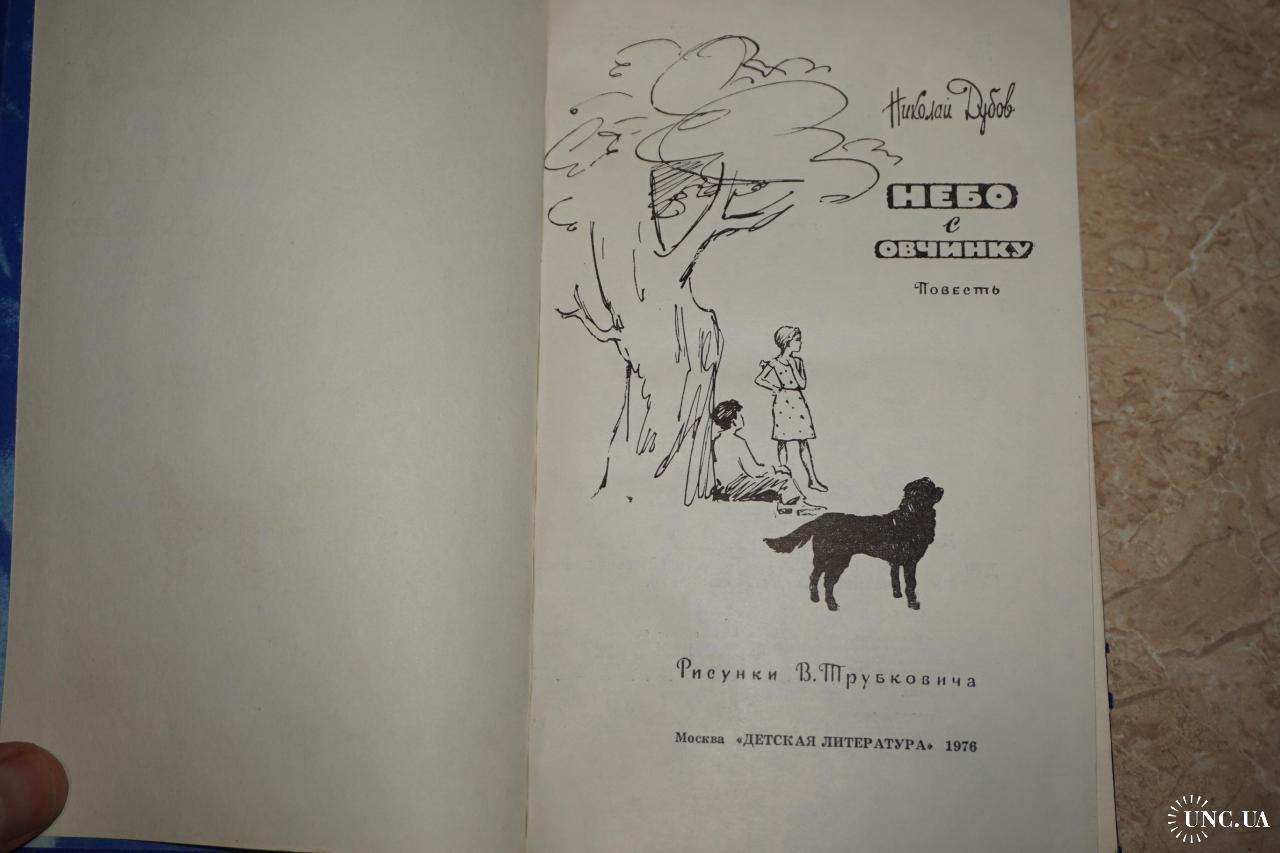 Николай Дубов
НЕБО
с
ОВЧИНКУ
Повесть
Рисунки В. Трубковича
Москва «ДЕТСКАЯ ЛИТЕРАТУРА» 1976
UNC.UA